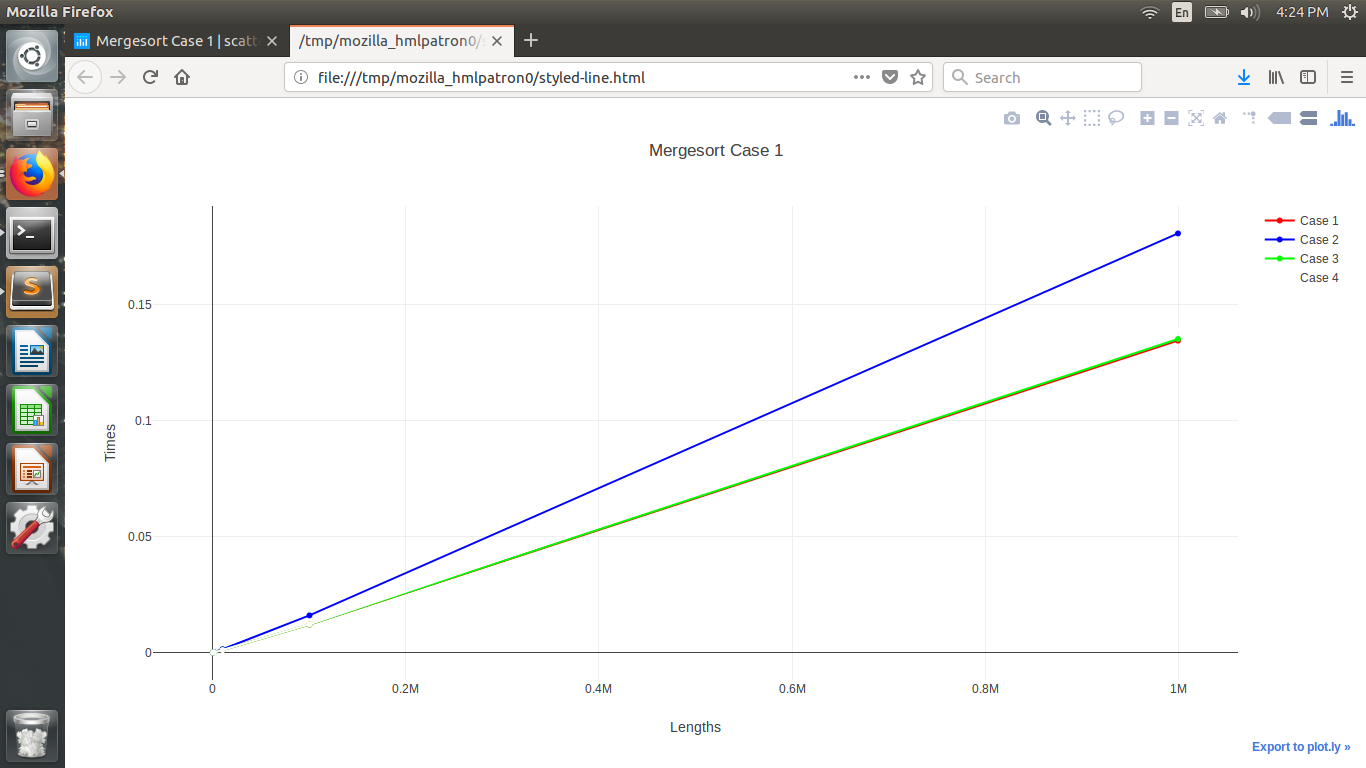 Mozilla Firefox
En
4:24 PM
Mergesort Case 1 | scatt
/tmp/mozilla_hmlpatron0/
file:///tmp/mozilla_hmlpatron0/styled-line.html
Search
Mergesort Case 1
Case 1
Case 2
Case 3
Case 4
0.15
0.1
0.05
0
Times
0
0.2M
0.4M
0.6M
0.8M
1M
Lengths
Export to plot.ly »